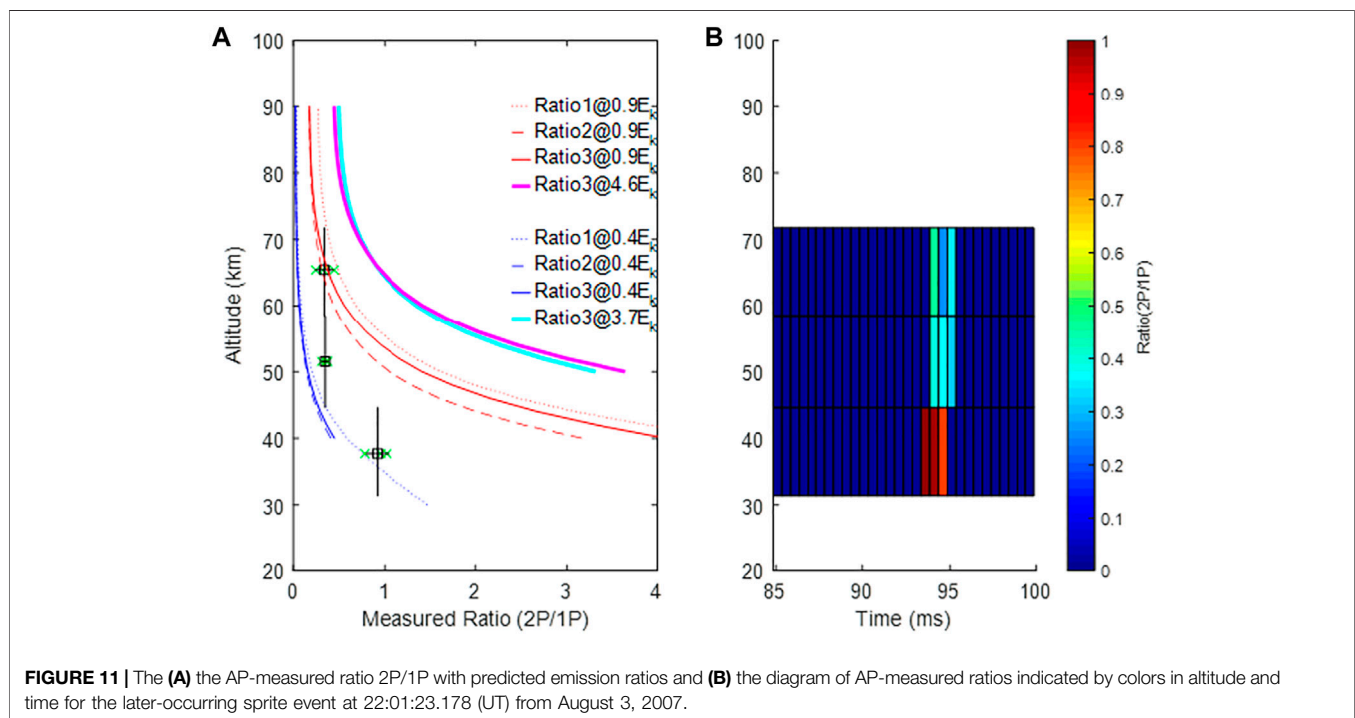 A
B
100
90
80
70
60
50
40
30
20
Altitude (km)
0
1
2
3
4
Measured Ratio (2P/1P)
Ratio1@0.9E_k
Ratio2@0.9E_k
Ratio3@0.9E_k
Ratio3@4.6E_k
Ratio1@0.4E_k
Ratio2@0.4E_k
Ratio3@0.4E_k
Ratio3@3.7E_k
100
90
80
70
60
50
40
30
20
85
90
95
100
Time (ms)
1
0.9
0.8
0.7
0.6
0.5
0.4
0.3
0.2
0.1
0
Ratio(2P/1P)
FIGURE 11 | The (A) the AP-measured ratio 2P/1P with predicted emission ratios and (B) the diagram of AP-measured ratios indicated by colors in altitude and
time for the later-occurring sprite event at 22:01:23.178 (UT) from August 3, 2007.